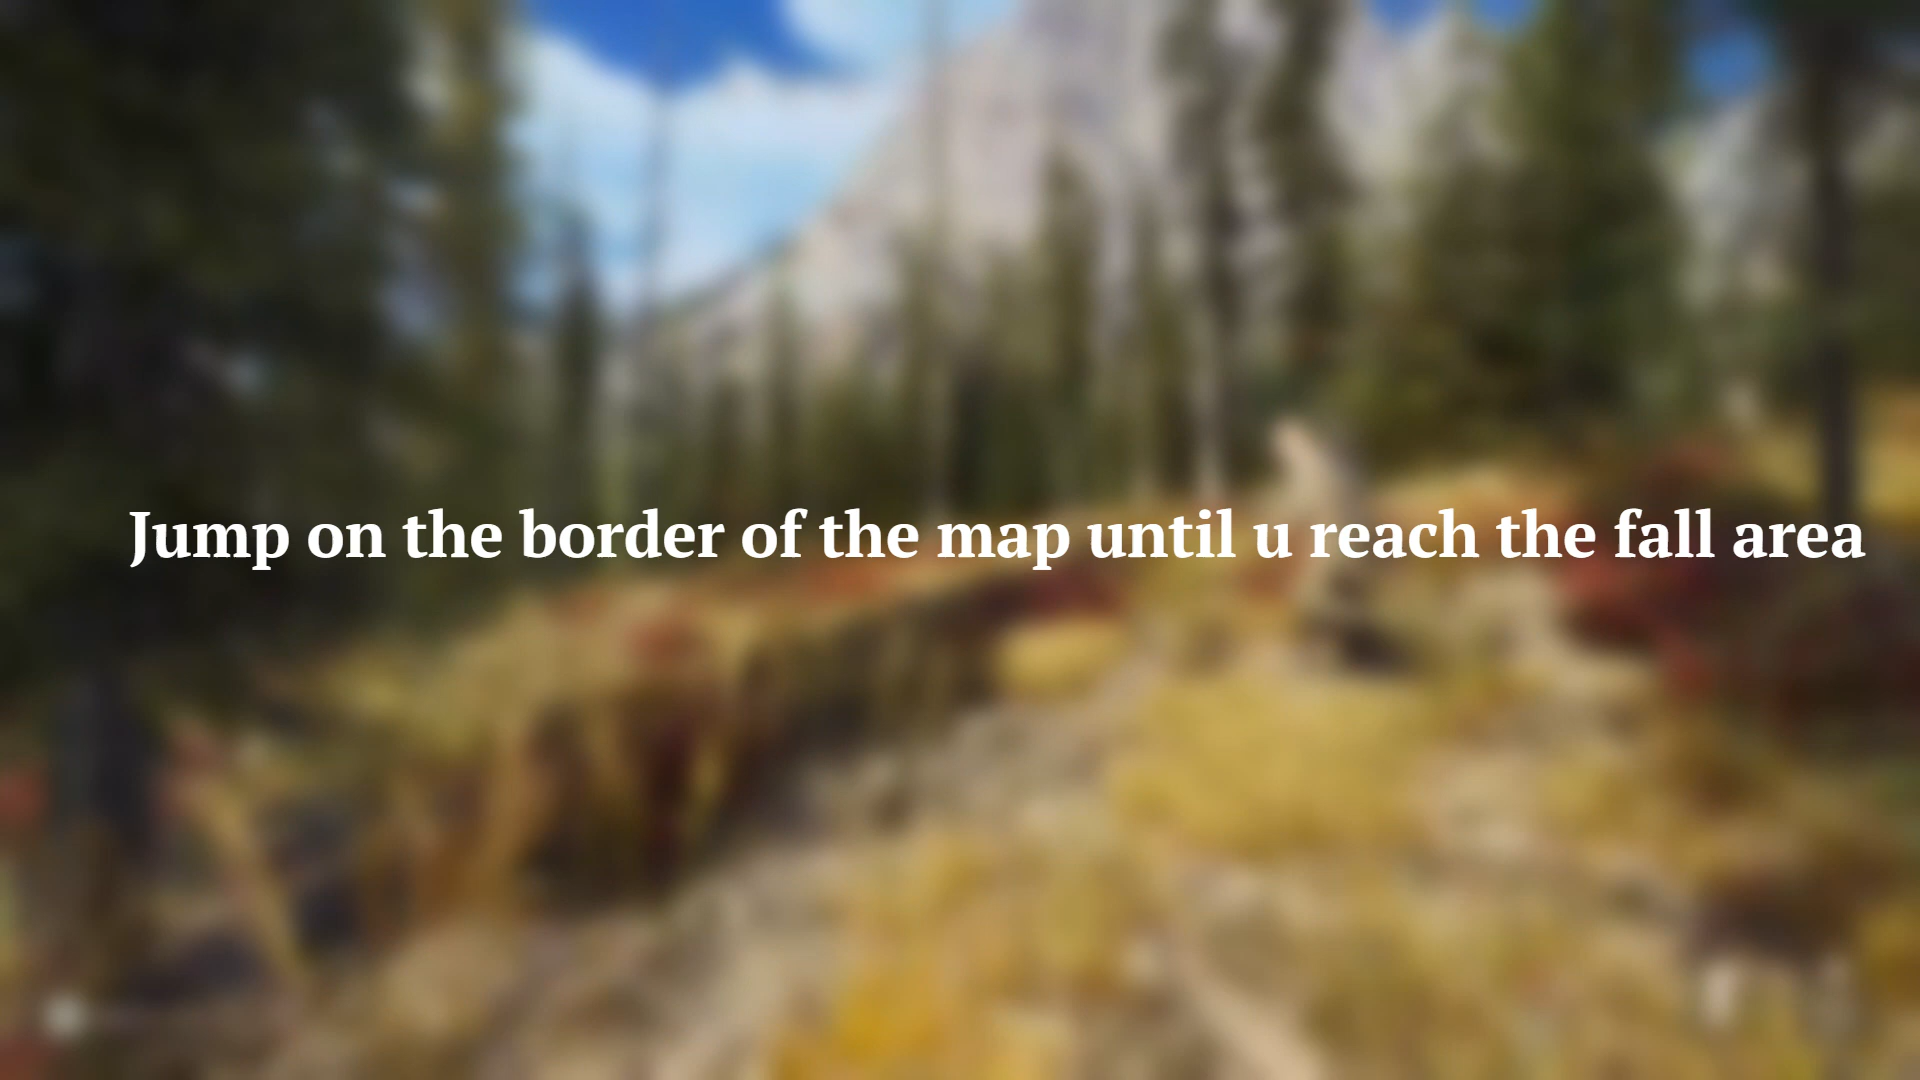 Jump on the border of the map until u reach the fall area